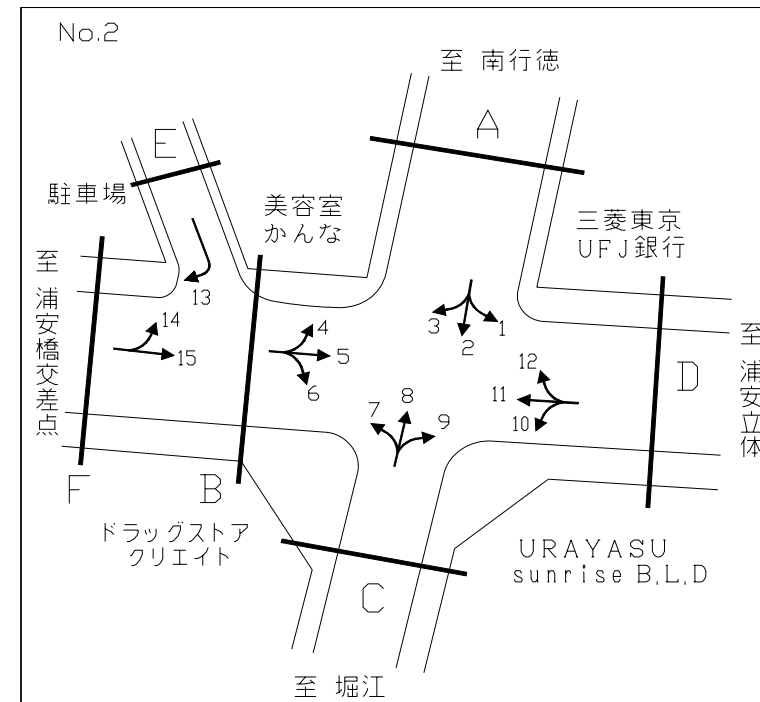 No.2
至 南行徳
A
E
駐車場
美容室
かんな
三菱東京
UFJ銀行
至 浦安橋交差点
13
14
15
4
5
6
3
2
1
12
11
10
7
8
9
D
至 浦安立体
F
B
ドラッグストア
クリエイト
C
URAYASU
sunrise B,L,D
至 堀江